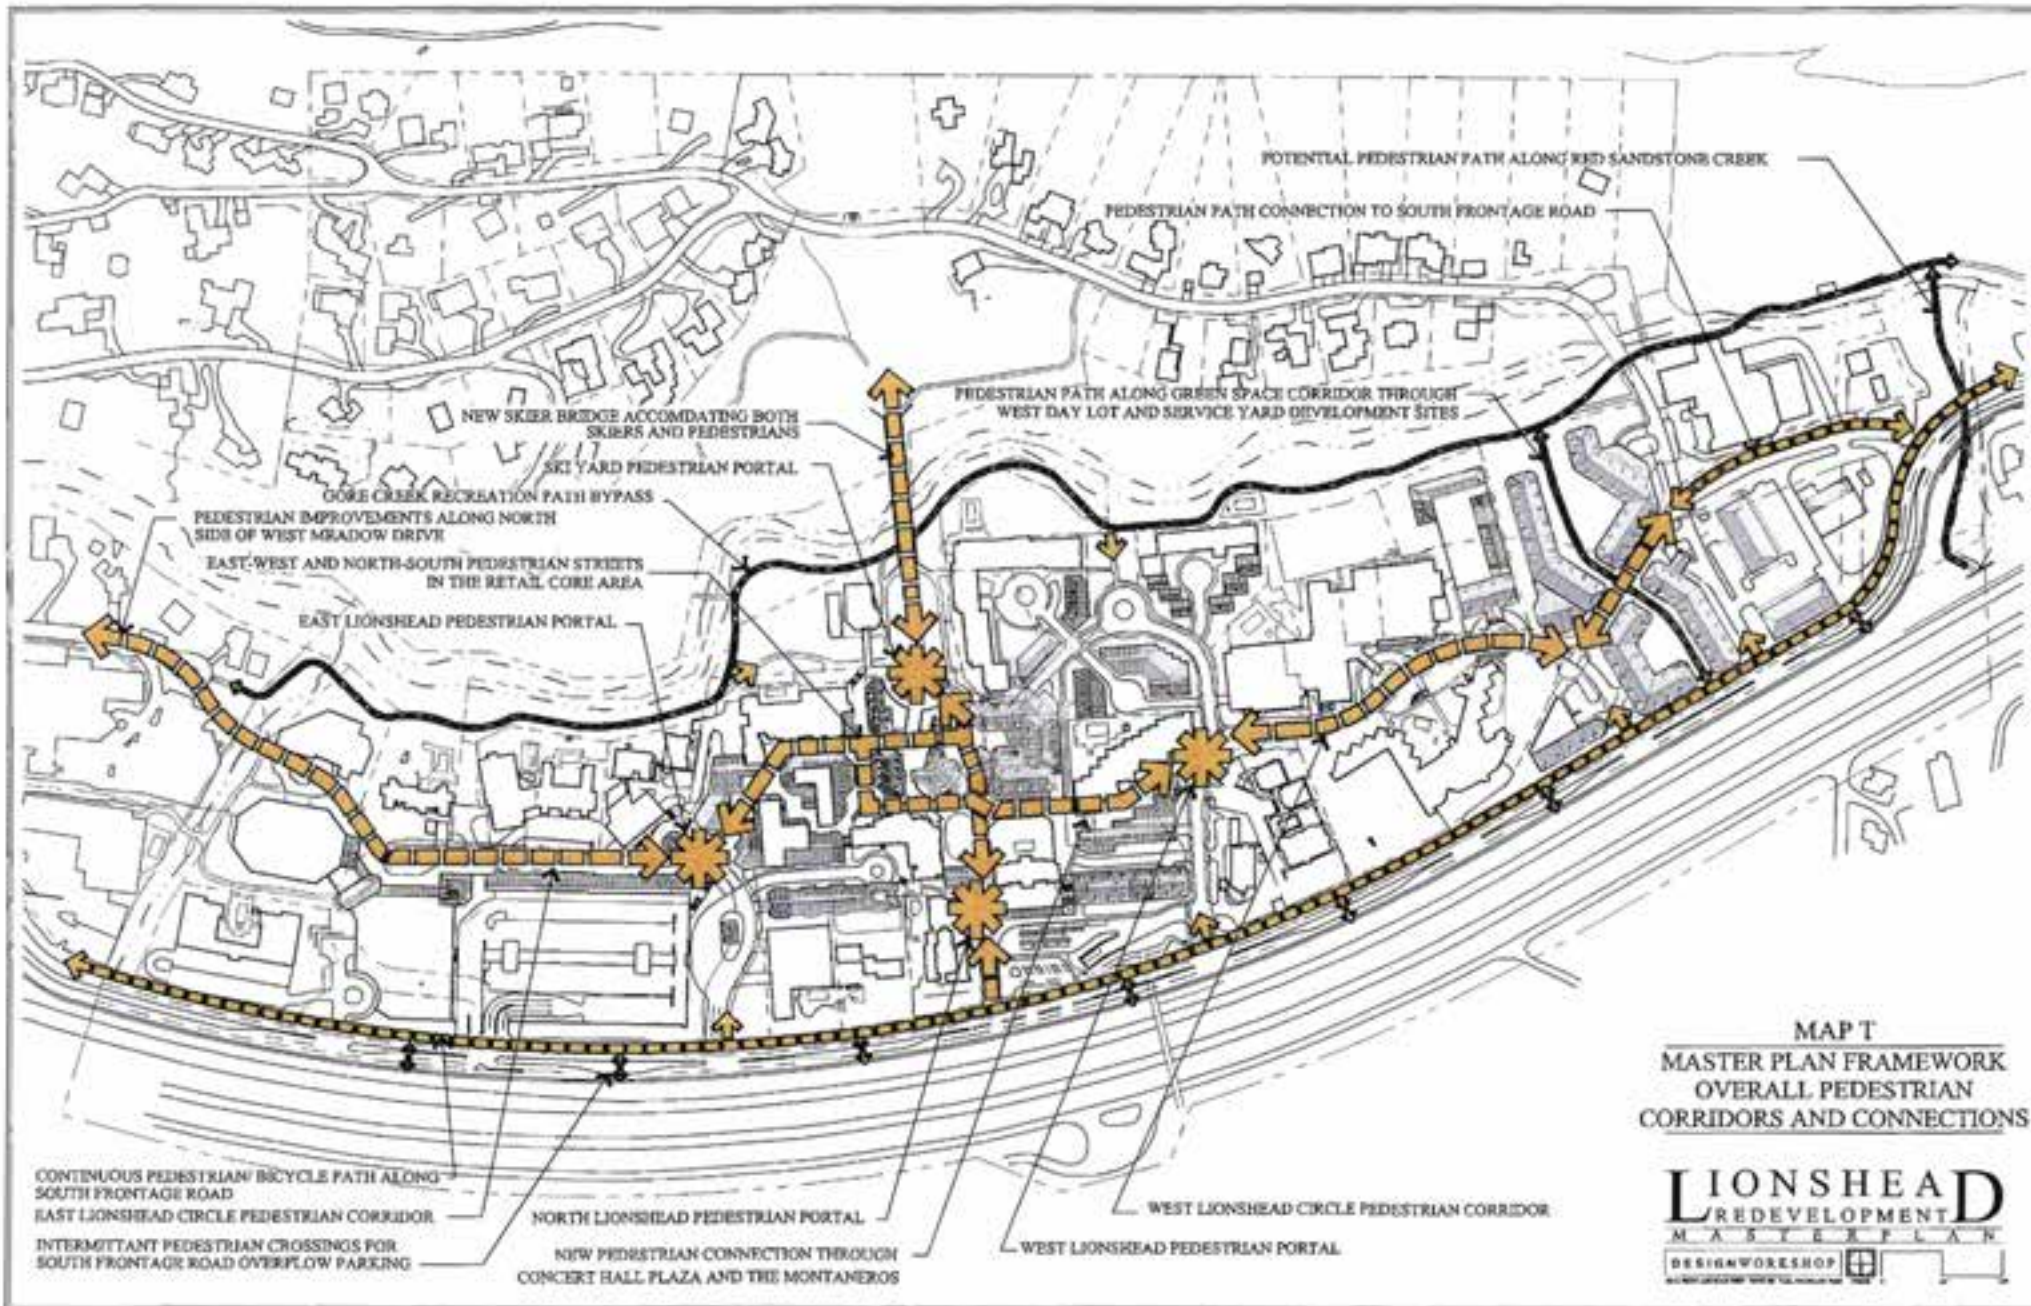 POTENTIAL PEDESTRIAN PATH ALONG RED SANDSTONE CREEK
PEDESTRIAN PATH CONNECTION TO SOUTH FRONTAGE ROAD
PEDESTRIAN PATH ALONG GREEN SPACE CORRIDOR THROUGH
WEST DAY LOT AND SERVICE YARD DEVELOPMENT SITES
NEW SKIER BRIDGE ACCOMDATING BOTH
SKIERS AND PEDESTRIANS
SKI YARD PEDESTRIAN PORTAL
GORE CREEK RECREATION PATH BYPASS
PEDESTRIAN IMPROVEMENTS ALONG NORTH
SIDE OF WEST MEADOW DRIVE
EAST-WEST AND NORTH-SOUTH PEDESTRIAN STREETS
IN THE RETAIL CORE AREA
EAST LIONSHEAD PEDESTRIAN PORTAL
CONTINUOUS PEDESTRIAN/ BICYCLE PATH ALONG
SOUTH FRONTAGE ROAD
EAST LIONSHEAD CIRCLE PEDESTRIAN CORRIDOR
INTERMITTANT PEDESTRIAN CROSSINGS FOR
SOUTH FRONTAGE ROAD OVERFLOW PARKING
NORTH LIONSHEAD PEDESTRIAN PORTAL
NEW PEDESTRIAN CONNECTION THROUGH
CONCERT HALL PLAZA AND THE MONTANEROS
WEST LIONSHEAD CIRCLE PEDESTRIAN CORRIDOR
WEST LIONSHEAD PEDESTRIAN PORTAL
MAP T
MASTER PLAN FRAMEWORK
OVERALL PEDESTRIAN
CORRIDORS AND CONNECTIONS
LIONSHEAD
REDEVELOPMENT
MASTERPLAN
DESIGNWORKSHOP